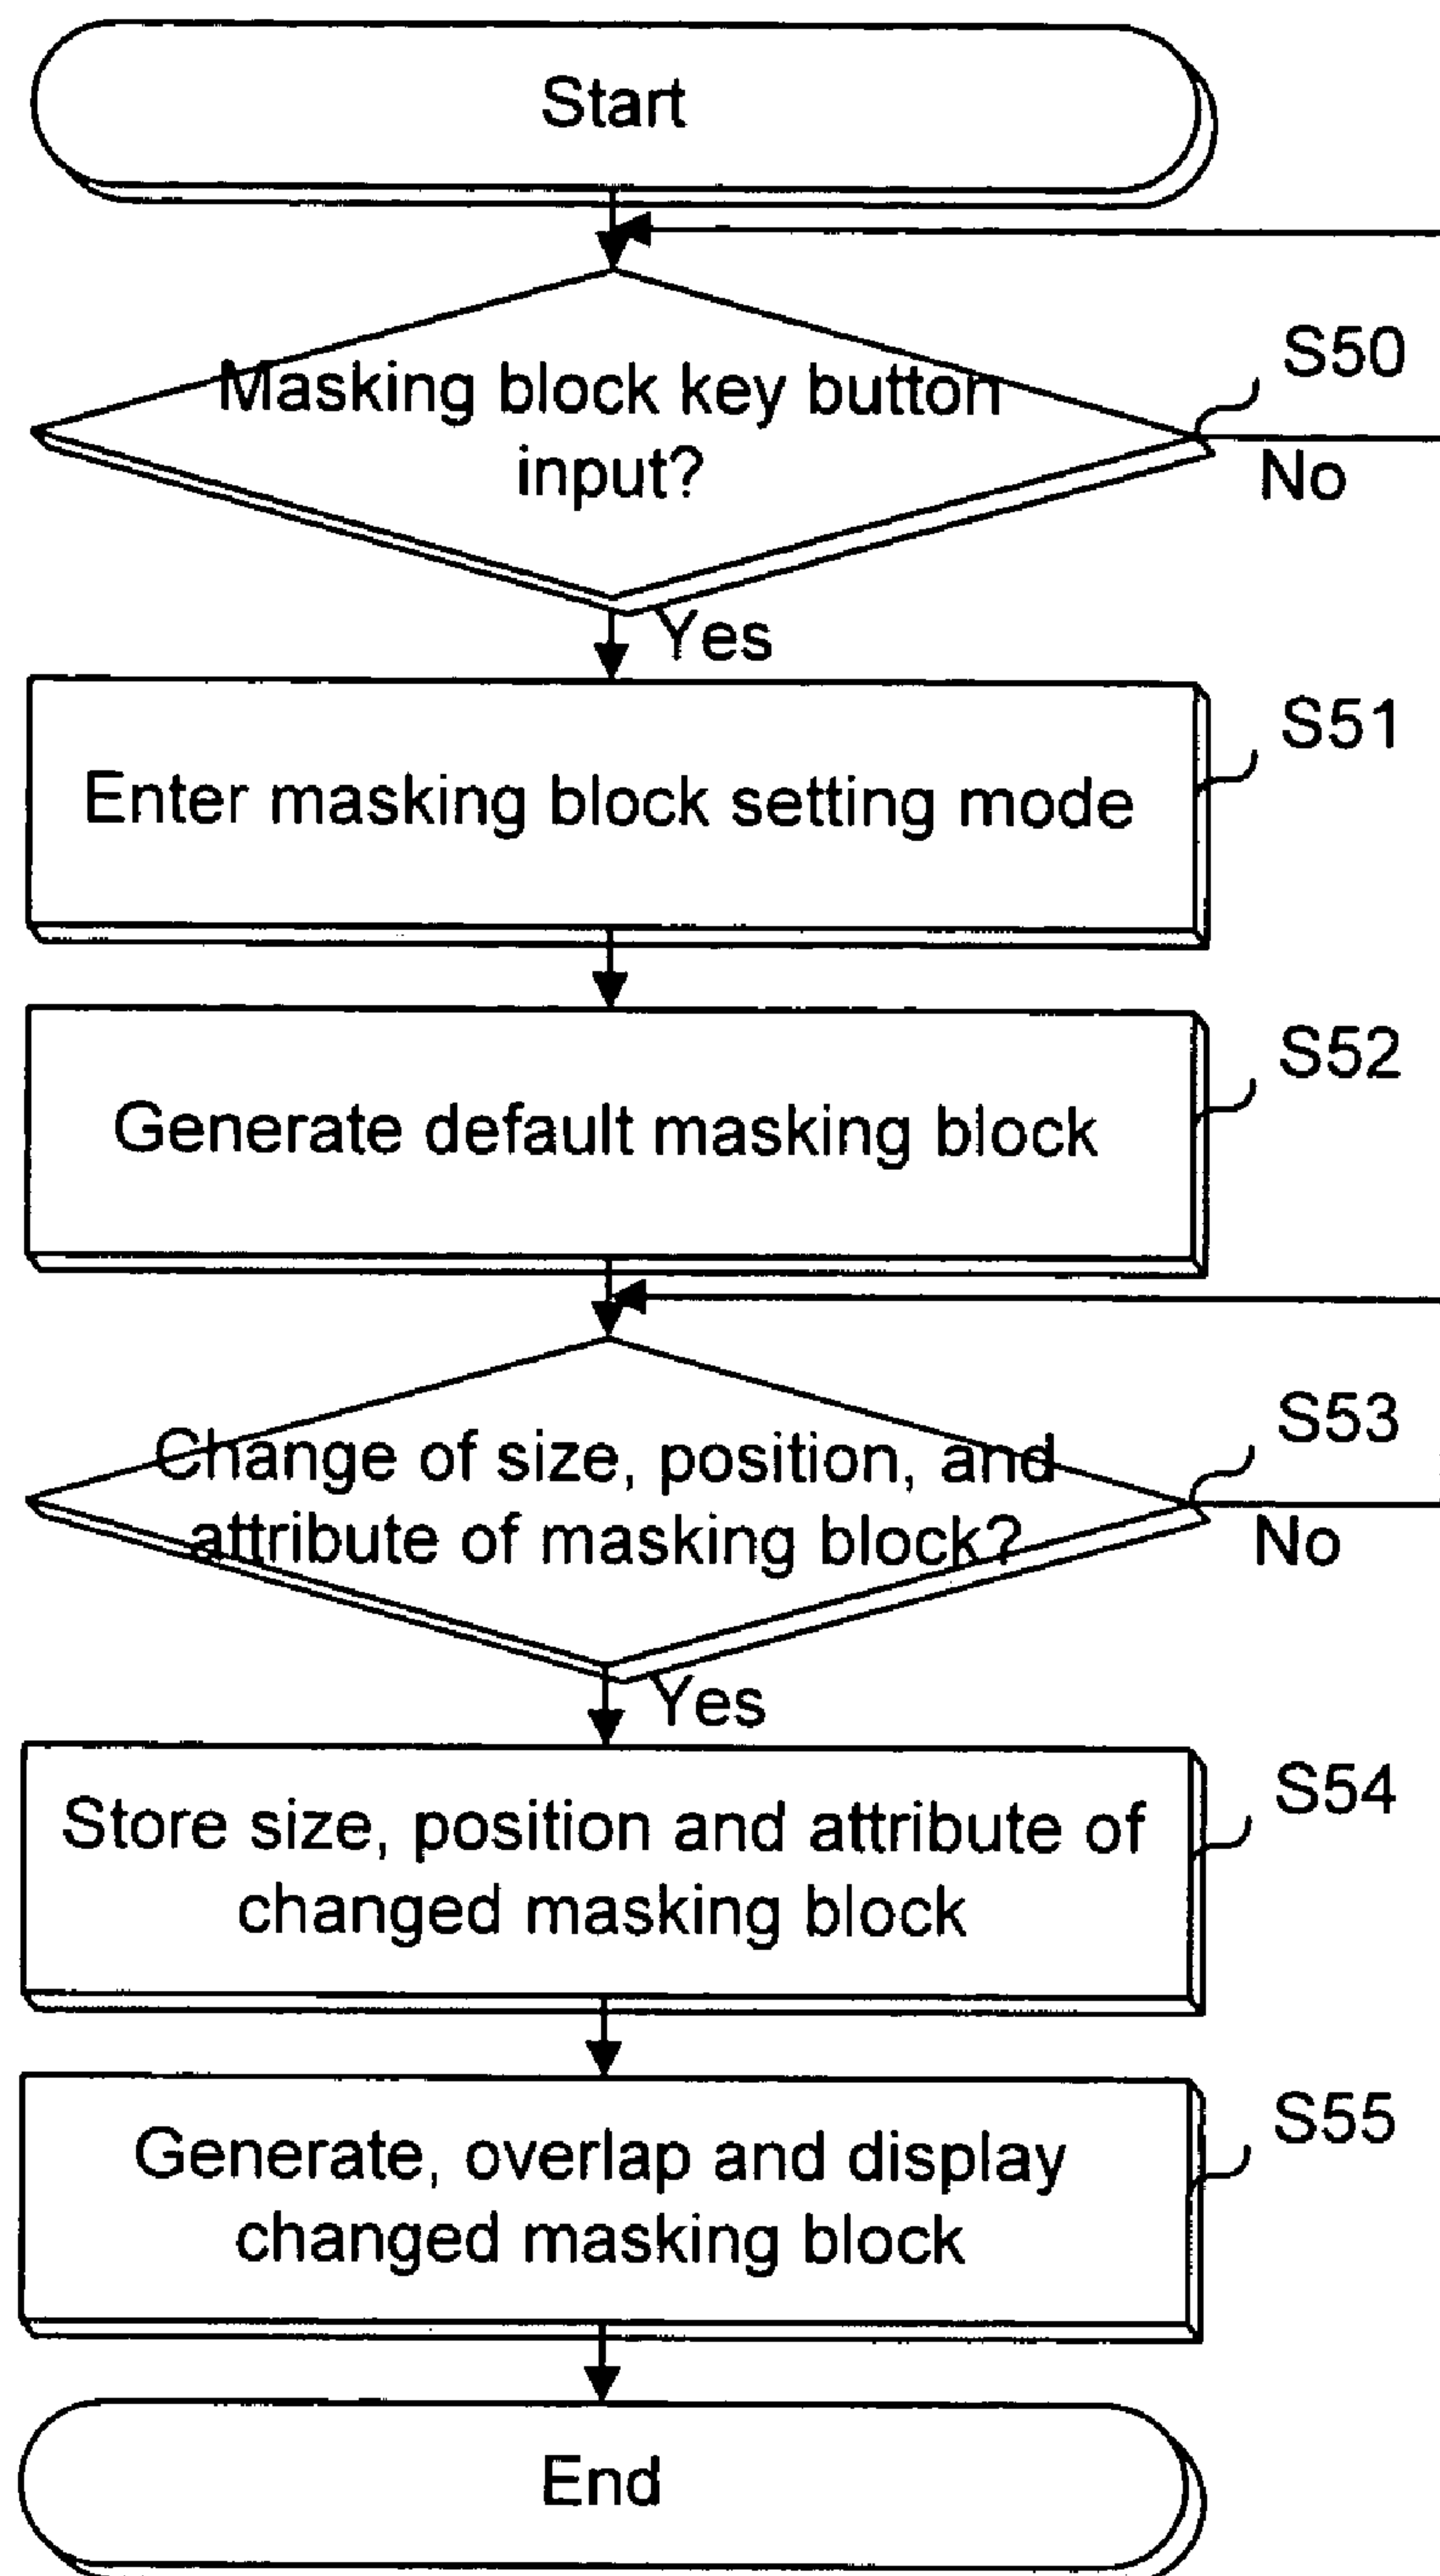 Start
Masking block key button
input?
S50
No
Yes
Enter masking block setting mode
S51
Generate default masking block
S52
Change of size, position, and
attribute of masking block?
S53
No
Yes
Store size, position and attribute of
changed masking block
S54
Generate, overlap and display
changed masking block
S55
End